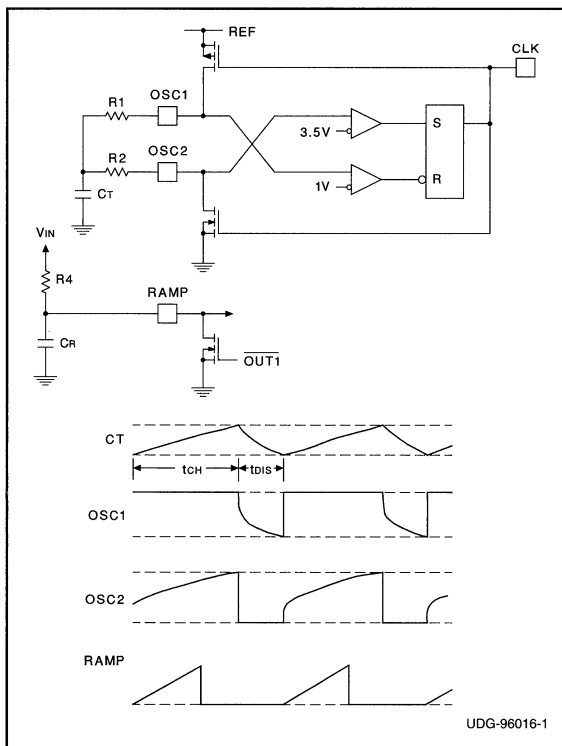 REF
CLK
OSC1
R1
3.5V
S
OSC2
R2
1V
R
CT
VIN
R4
RAMP
CR
OUT1
CT
tCH
tDIS
OSC1
OSC2
RAMP
UDG-96016-1